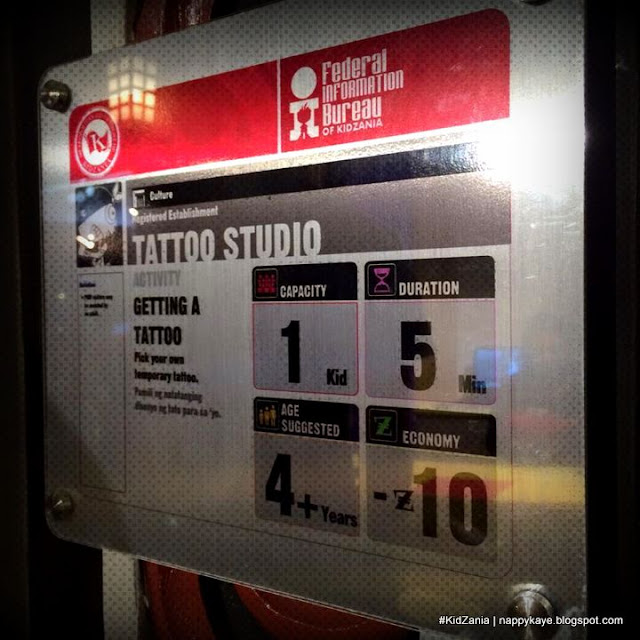 Federal
INFORMATION
Bureau
OF KIDZANIA
Culture
Registered Establishment
TATTOO STUDIO
ACTIVITY
GETTING A
TATTOO
Pick your own
temporary tattoo.
CAPACITY
1 Kid
DURATION
5 Min
AGE
SUGGESTED
4+ Years
ECONOMY
-10
#KidZania | nappykaye.blogspot.com